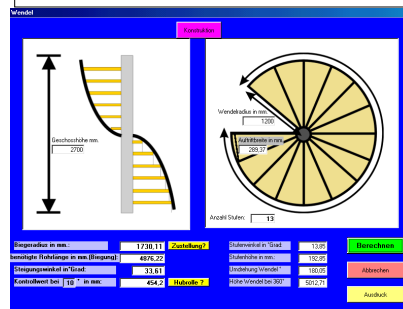 Wendel
Konstruktion
Geschosshöhe mm.
2700
Wendelradius in mm.
1200
Auftrittbreite in mm.
289,37
Anzahl Stufen: 13
Biegeradius in mm.: 1730,11 Zustellung?
benötigte Rohrlänge in mm.(Biegung): 4876,22
Steigungswinkel in°Grad: 33,61
Kontrollwert bei 10 ° in mm: 454,2 Hubrolle ?
Stufenwinkel in °Grad: 13,85
Stufenhöhe in mm.: 192,85
Umdrehung Wendel ° 180,05
Höhe Wendel bei 360° 5012,71
Berechnen
Abbrechen
Ausdruck